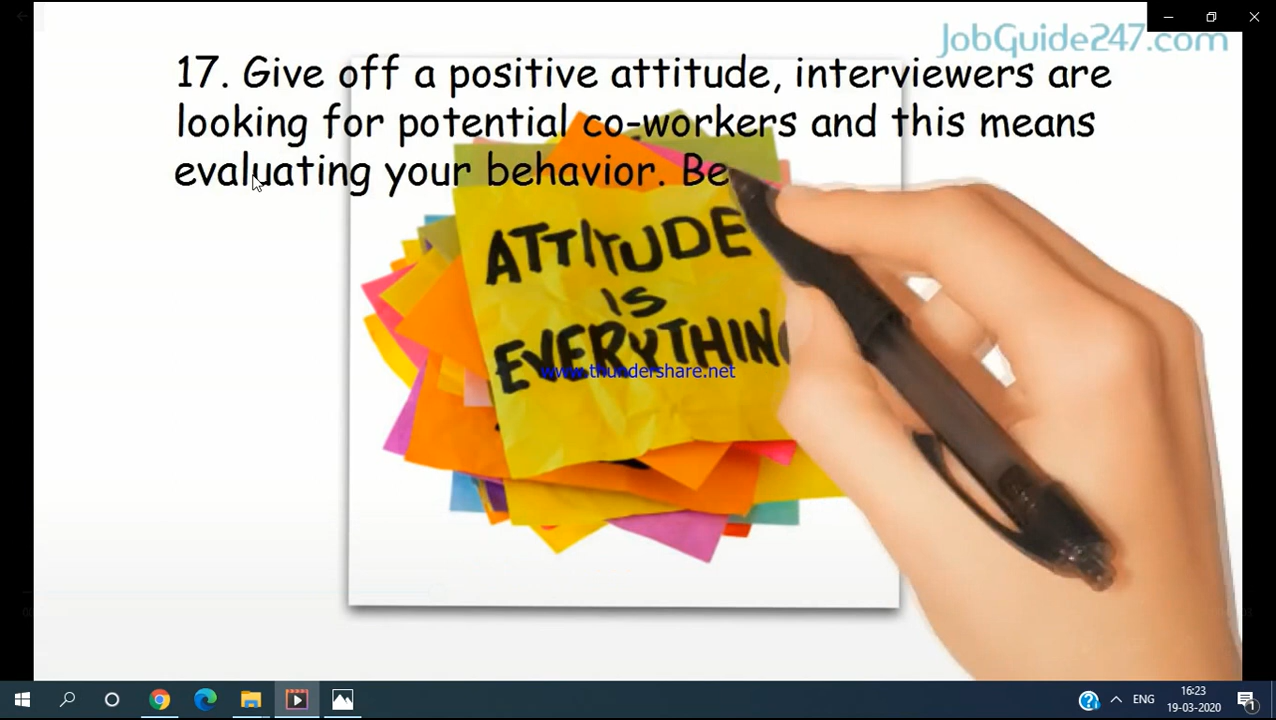 JobGuide247.com
17. Give off a positive attitude, interviewers are
looking for potential co-workers and this means
evaluating your behavior. Be
ATTITUDE
IS
EVERYTHING
www.thundershare.net
ENG
16:23
19-03-2020
1